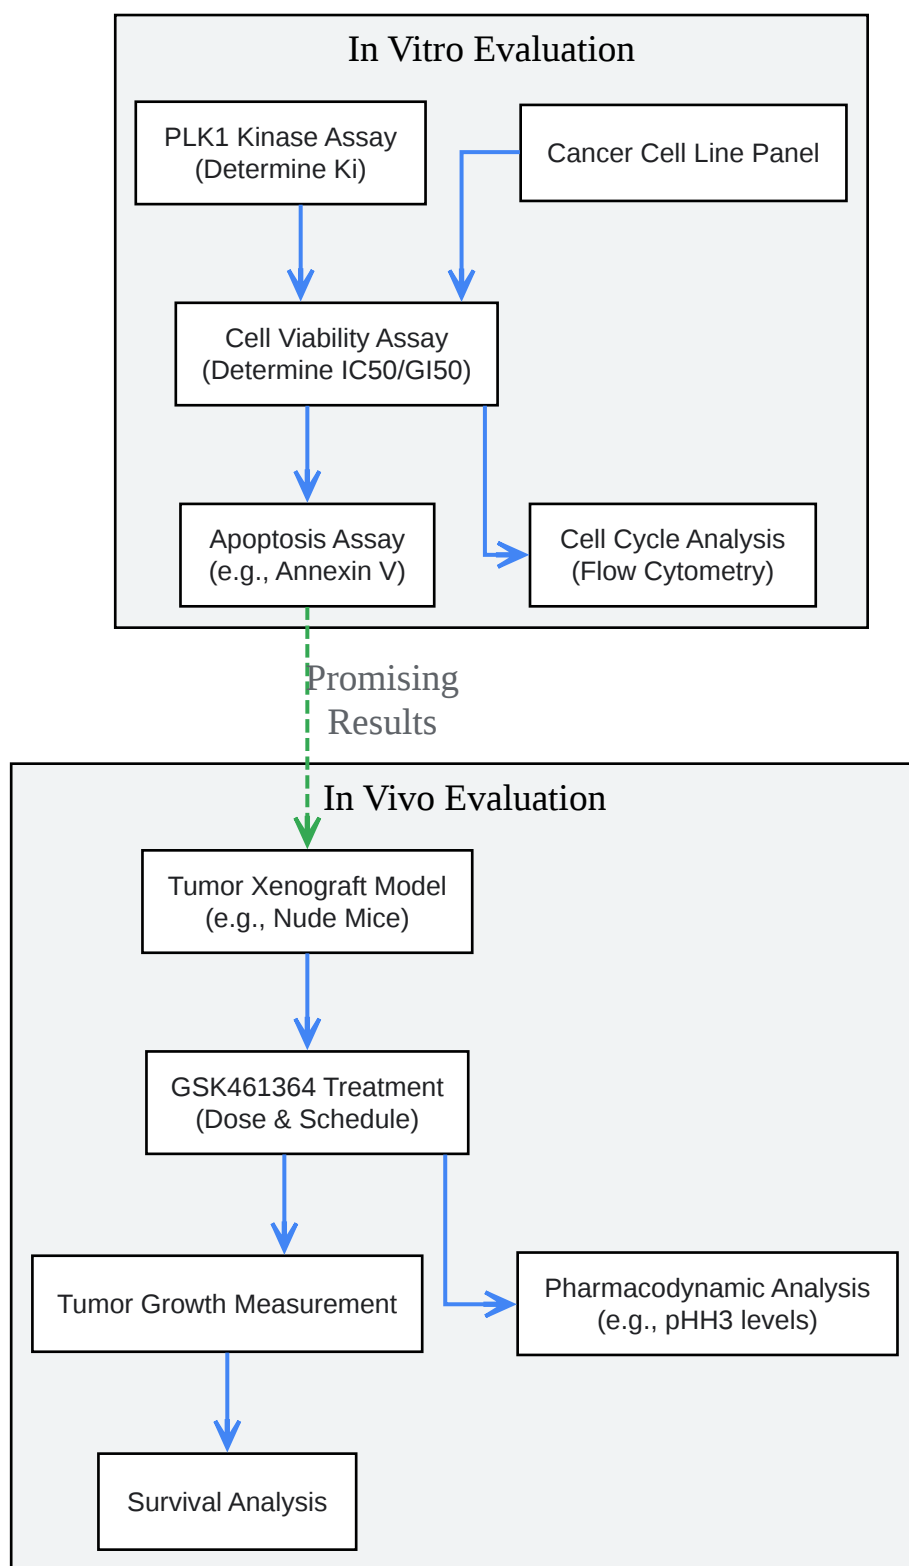 In Vitro Evaluation
PLK1 Kinase Assay
(Determine Ki)
Cancer Cell Line Panel
Cell Viability Assay
(Determine IC50/GI50)
Apoptosis Assay
(e.g., Annexin V)
Cell Cycle Analysis
(Flow Cytometry)
Promising
Results
In Vivo Evaluation
Tumor Xenograft Model
(e.g., Nude Mice)
GSK461364 Treatment
(Dose & Schedule)
Tumor Growth Measurement
Pharmacodynamic Analysis
(e.g., pHH3 levels)
Survival Analysis